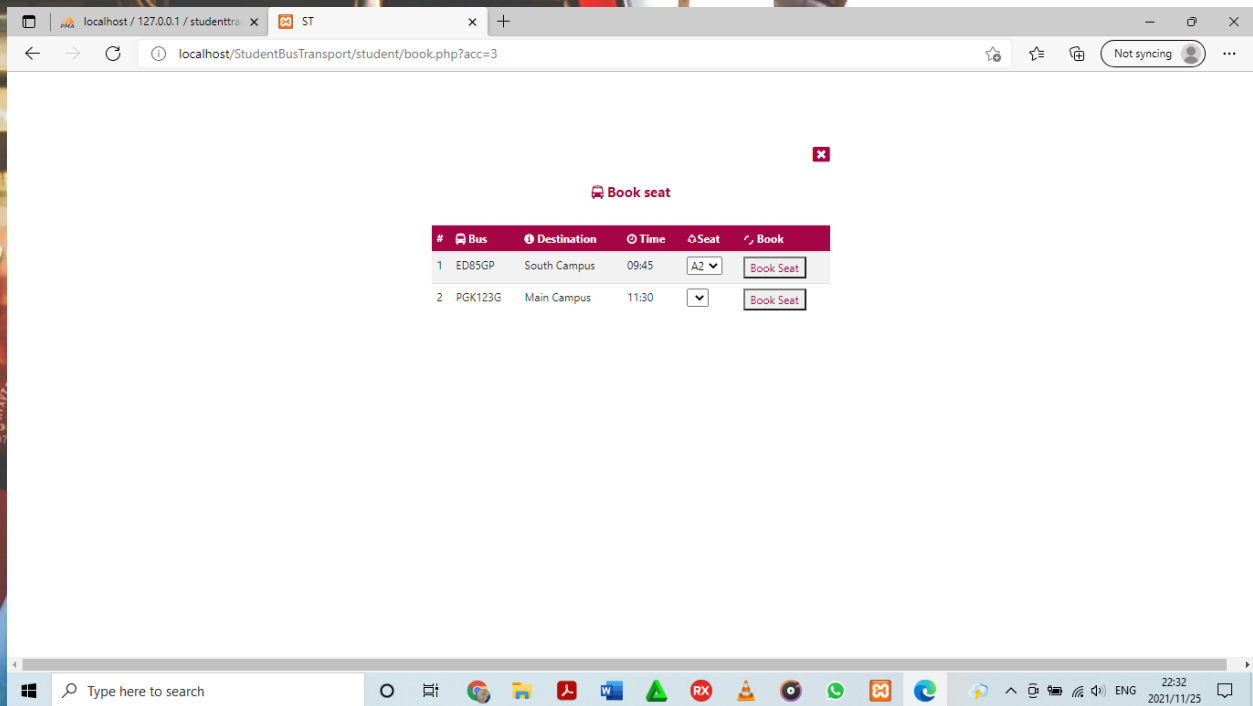 PMA localhost / 127.0.0.1 / studenttra
ST
localhost/StudentBusTransport/student/book.php?acc=3
Not syncing
Book seat
# Bus Destination Time Seat Book
1 ED85GP South Campus 09:45 A2 Book Seat
2 PGK123G Main Campus 11:30 Book Seat
Type here to search
RX
ENG
22:32
2021/11/25